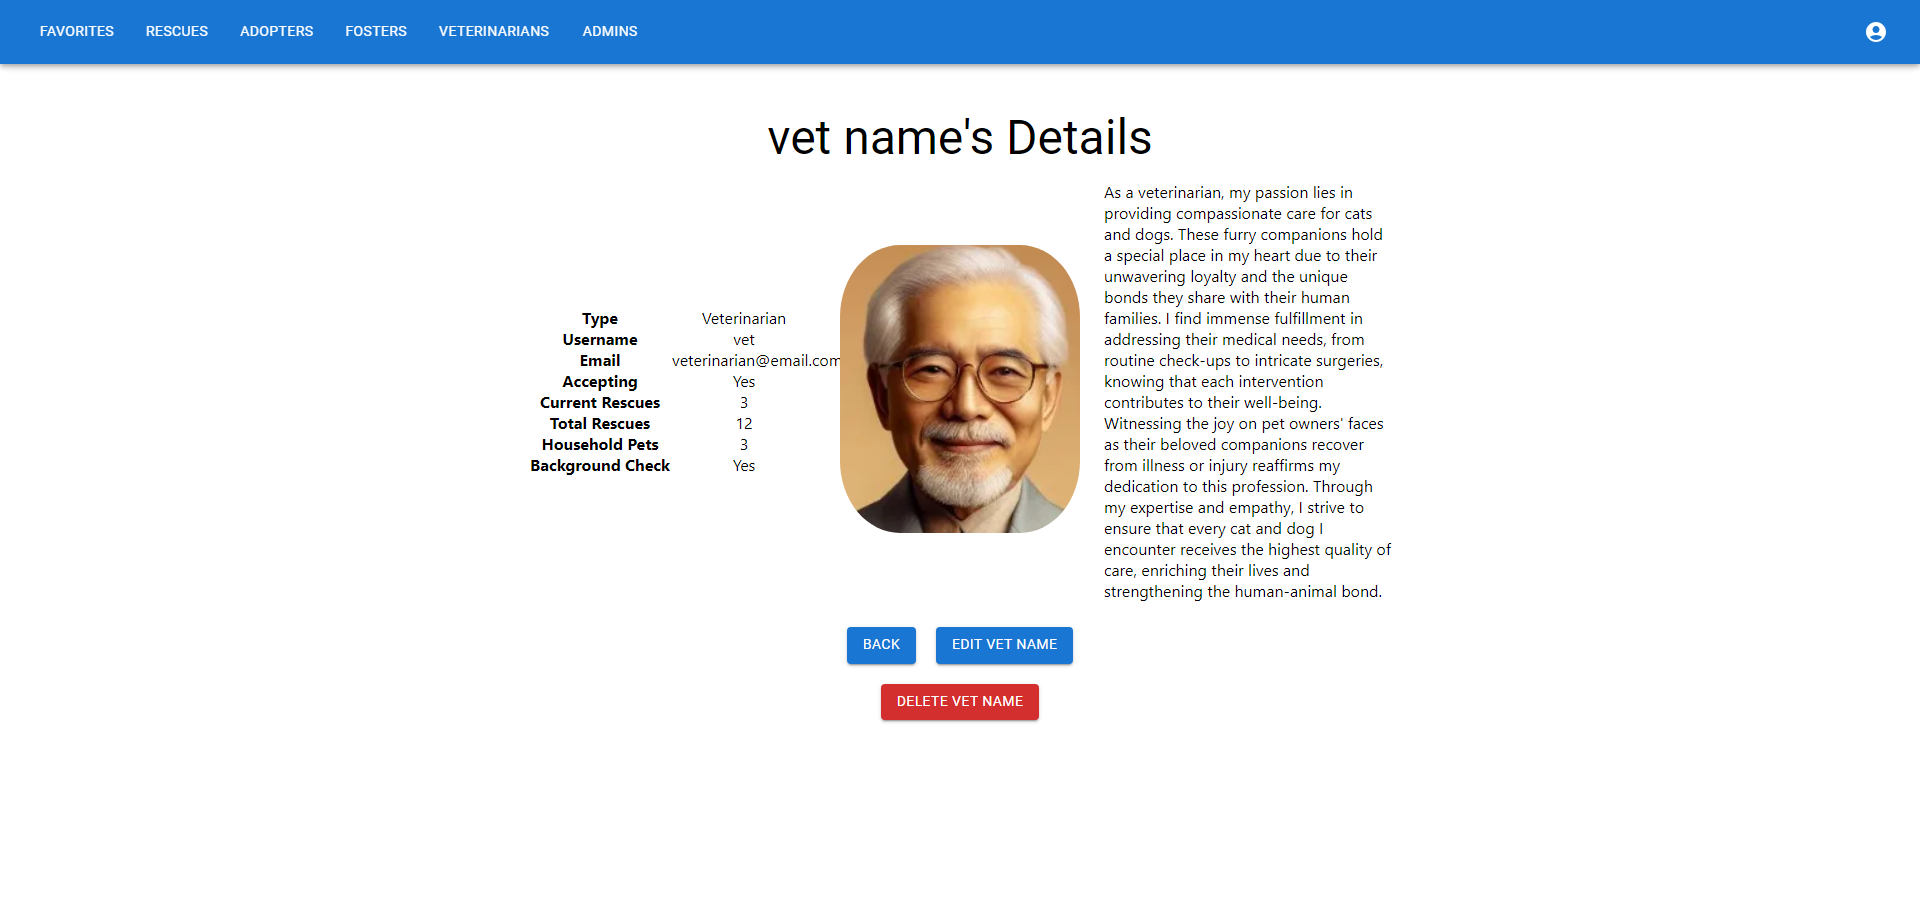 FAVORITES RESCUES ADOPTERS FOSTERS VETERINARIANS ADMINS
vet name's Details
Type Veterinarian
Username vet
Email veterinarian@email.com
Accepting Yes
Current Rescues 3
Total Rescues 12
Household Pets 3
Background Check Yes
As a veterinarian, my passion lies in
providing compassionate care for cats
and dogs. These furry companions hold
a special place in my heart due to their
unwavering loyalty and the unique
bonds they share with their human
families. I find immense fulfillment in
addressing their medical needs, from
routine check-ups to intricate surgeries,
knowing that each intervention
contributes to their well-being.
Witnessing the joy on pet owners' faces
as their beloved companions recover
from illness or injury reaffirms my
dedication to this profession. Through
my expertise and empathy, I strive to
ensure that every cat and dog I
encounter receives the highest quality of
care, enriching their lives and
strengthening the human-animal bond.
BACK EDIT VET NAME
DELETE VET NAME